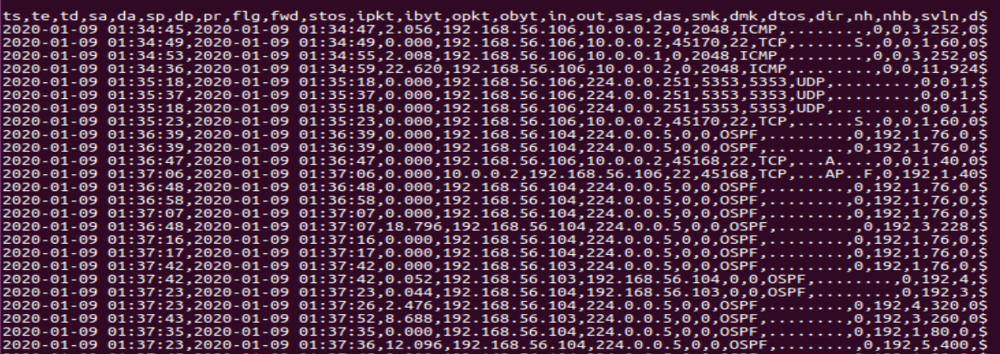 ts,te,td,sa,da,sp,dp,pr,flg,fwd,stos,ipkt,ibyt,opkt,obyt,in,out,sas,das,smk,dmk,dtos,dir,nh,nhb,svln,d$
2020-01-09 01:34:45,2020-01-09 01:34:47,2.056,192.168.56.106,10.0.0.2,0,2048,ICMP,........,0,0,3,252,0$
2020-01-09 01:34:49,2020-01-09 01:34:49,0.000,192.168.56.106,10.0.0.2,45170,22,TCP,......S.,0,0,1,60,0$
2020-01-09 01:34:53,2020-01-09 01:34:55,2.008,192.168.56.106,10.0.0.1,0,2048,ICMP,........,0,0,3,252,0$
2020-01-09 01:34:36,2020-01-09 01:34:59,22.620,192.168.56.106,10.0.0.2,0,2048,ICMP,........,0,0,11,924$
2020-01-09 01:35:18,2020-01-09 01:35:18,0.000,192.168.56.106,224.0.0.251,5353,5353,UDP,........,0,0,1,$
2020-01-09 01:35:37,2020-01-09 01:35:37,0.000,192.168.56.106,224.0.0.251,5353,5353,UDP,........,0,0,1,$
2020-01-09 01:35:18,2020-01-09 01:35:18,0.000,192.168.56.106,224.0.0.251,5353,5353,UDP,........,0,0,1,$
2020-01-09 01:35:23,2020-01-09 01:35:23,0.000,192.168.56.106,10.0.0.2,45170,22,TCP,......S.,0,0,1,60,0$
2020-01-09 01:36:39,2020-01-09 01:36:39,0.000,192.168.56.104,224.0.0.5,0,0,OSPF,........,0,192,1,76,0,$
2020-01-09 01:36:39,2020-01-09 01:36:39,0.000,192.168.56.104,224.0.0.5,0,0,OSPF,........,0,192,1,76,0,$
2020-01-09 01:36:47,2020-01-09 01:36:47,0.000,192.168.56.106,10.0.0.2,45168,22,TCP,...A....,0,0,1,40,0$
2020-01-09 01:37:06,2020-01-09 01:37:06,0.000,10.0.0.2,192.168.56.106,22,45168,TCP,...AP..F,0,192,1,40$
2020-01-09 01:36:48,2020-01-09 01:36:48,0.000,192.168.56.104,224.0.0.5,0,0,OSPF,........,0,192,1,76,0,$
2020-01-09 01:36:58,2020-01-09 01:36:58,0.000,192.168.56.104,224.0.0.5,0,0,OSPF,........,0,192,1,76,0,$
2020-01-09 01:37:07,2020-01-09 01:37:07,0.000,192.168.56.104,224.0.0.5,0,0,OSPF,........,0,192,1,76,0,$
2020-01-09 01:36:48,2020-01-09 01:37:07,18.796,192.168.56.104,224.0.0.5,0,0,OSPF,........,0,192,3,228,$
2020-01-09 01:37:16,2020-01-09 01:37:16,0.000,192.168.56.104,224.0.0.5,0,0,OSPF,........,0,192,1,76,0,$
2020-01-09 01:37:17,2020-01-09 01:37:17,0.000,192.168.56.104,224.0.0.5,0,0,OSPF,........,0,192,1,76,0,$
2020-01-09 01:37:42,2020-01-09 01:37:42,0.000,192.168.56.103,224.0.0.5,0,0,OSPF,........,0,192,1,76,0,$
2020-01-09 01:37:42,2020-01-09 01:37:42,0.052,192.168.56.103,192.168.56.104,0,0,OSPF,........,0,192,4,$
2020-01-09 01:37:23,2020-01-09 01:37:23,0.044,192.168.56.104,192.168.56.103,0,0,OSPF,........,0,192,3,$
2020-01-09 01:37:23,2020-01-09 01:37:26,2.476,192.168.56.104,224.0.0.5,0,0,OSPF,........,0,192,4,320,0$
2020-01-09 01:37:43,2020-01-09 01:37:52,8.688,192.168.56.103,224.0.0.5,0,0,OSPF,........,0,192,3,260,0$
2020-01-09 01:37:35,2020-01-09 01:37:35,0.000,192.168.56.104,224.0.0.5,0,0,OSPF,........,0,192,1,80,0,$
2020-01-09 01:37:23,2020-01-09 01:37:36,12.096,192.168.56.104,224.0.0.5,0,0,OSPF,........,0,192,5,400,$